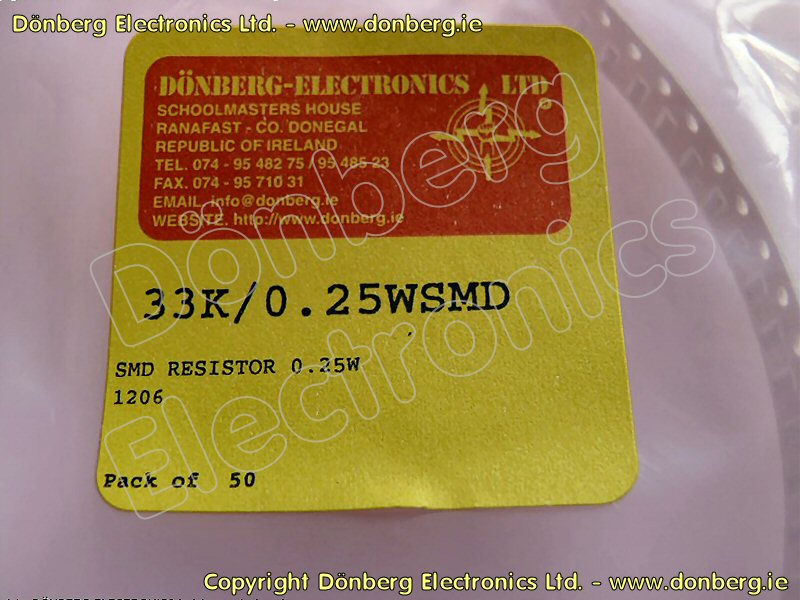 Dönberg Electronics Ltd. - www.donberg.ie
DÖNBERG-ELECTRONICS LTD
SCHOOLMASTERS HOUSE
RANAFAST - CO. DONEGAL
REPUBLIC OF IRELAND
TEL. 074 - 95 482 75 / 95 485 23
FAX. 074 - 95 710 31
EMAIL. info@donberg.ie
WEBSITE. http://www.donberg.ie
Dönberg
Electronics
33K/0.25WSMD
SMD RESISTOR 0.25W
1206
Pack of 50
Copyright Dönberg Electronics Ltd. - www.donberg.ie